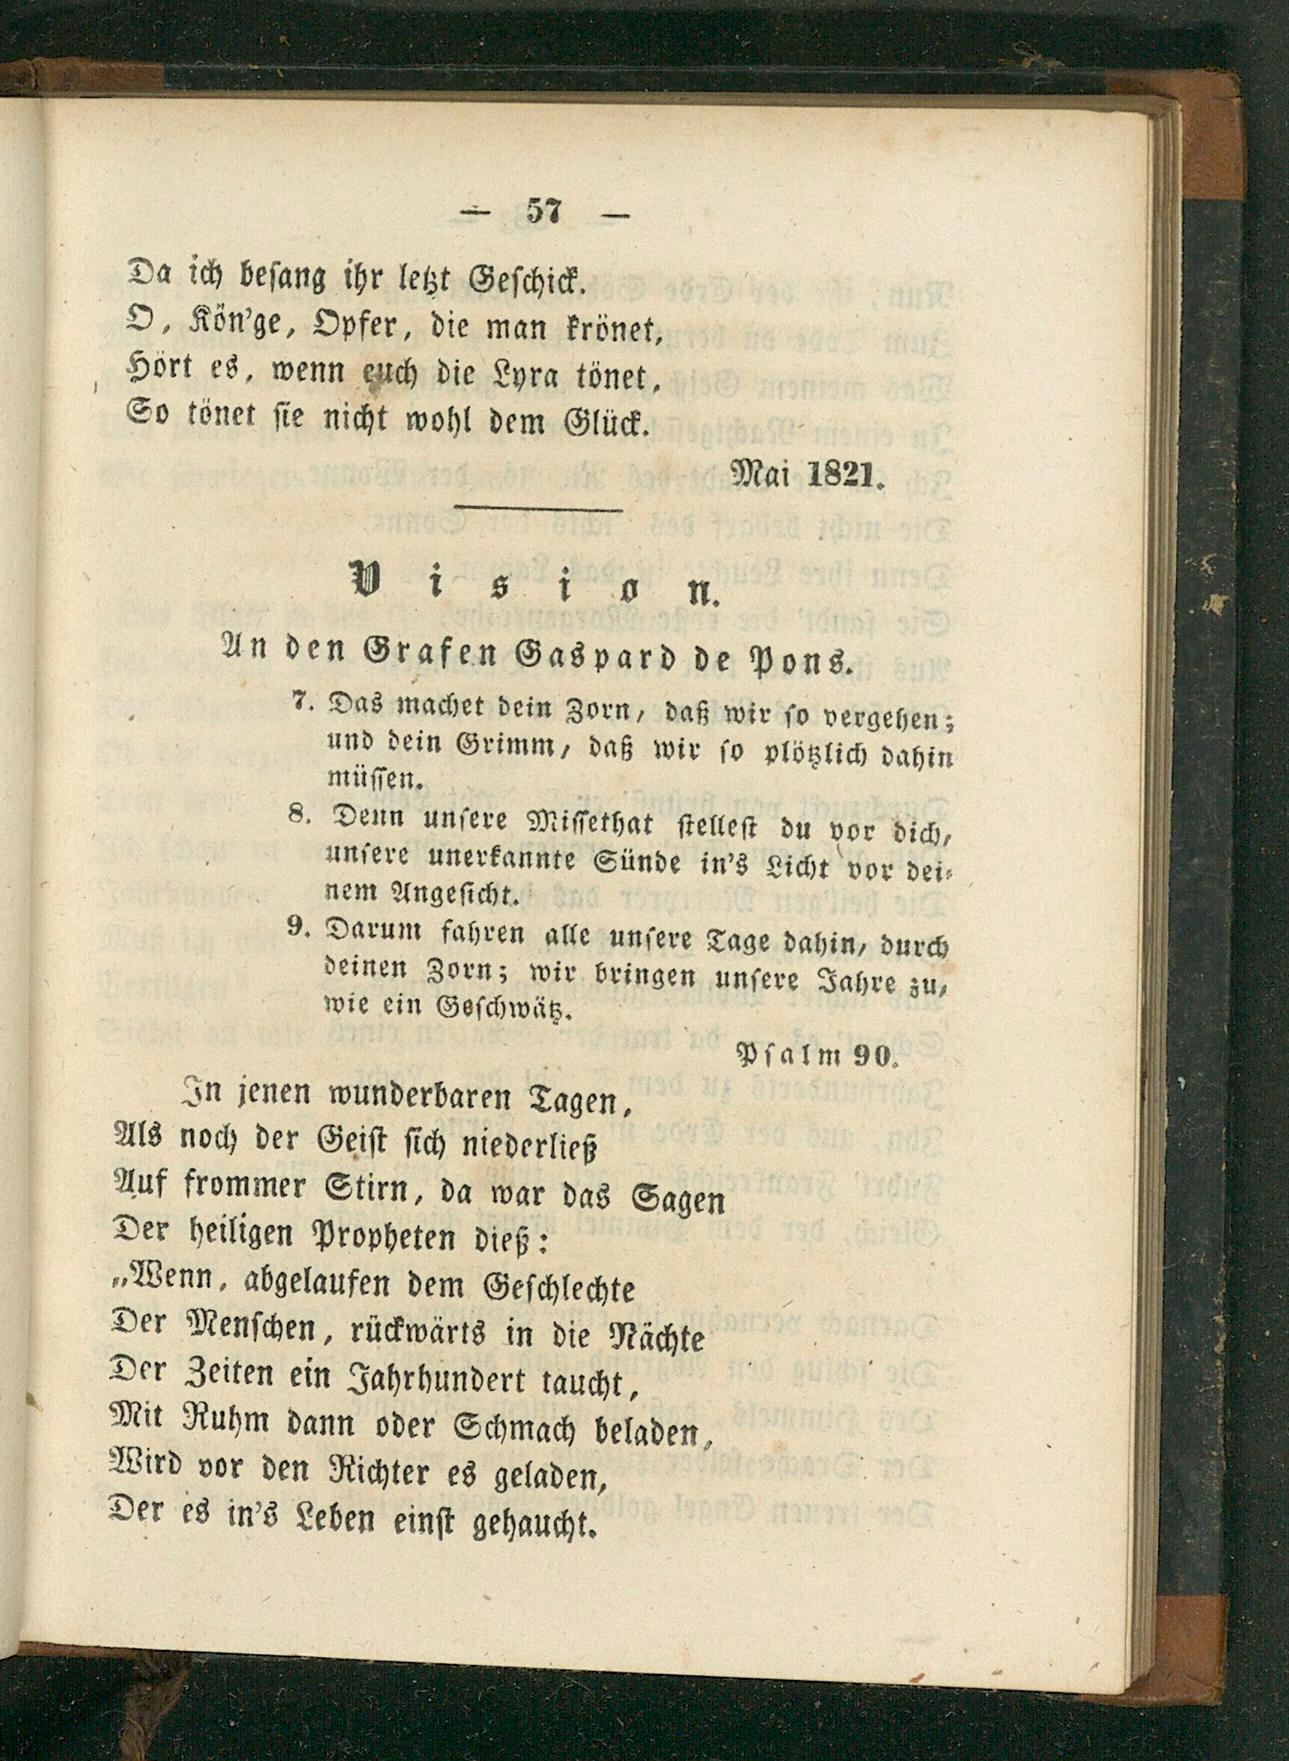 — 57 —
Da ich besang ihr letzt Geschick.
O, Kön'ge, Opfer, die man krönet,
Hört es, wenn euch die Lyra tönet,
So tönet sie nicht wohl dem Glück.
Mai 1821.
Vision.
An den Grafen Gaspard de Pons.
7. Das machet dein Zorn, daß wir so vergehen;
und dein Grimm, daß wir so plötzlich dahin
müssen.
8. Denn unsere Missethat stellest du vor dich,
unsere unerkannte Sünde in's Licht vor dei-
nem Angesicht.
9. Darum fahren alle unsere Tage dahin, durch
deinen Zorn; wir bringen unsere Jahre zu,
wie ein Geschwätz.
Psalm 90.
In jenen wunderbaren Tagen,
Als noch der Geist sich niederließ
Auf frommer Stirn, da war das Sagen
Der heiligen Propheten dieß:
„Wenn, abgelaufen dem Geschlechte
Der Menschen, rückwärts in die Nächte
Der Zeiten ein Jahrhundert taucht,
Mit Ruhm dann oder Schmach beladen,
Wird vor den Richter es geladen,
Der es in's Leben einst gehaucht.